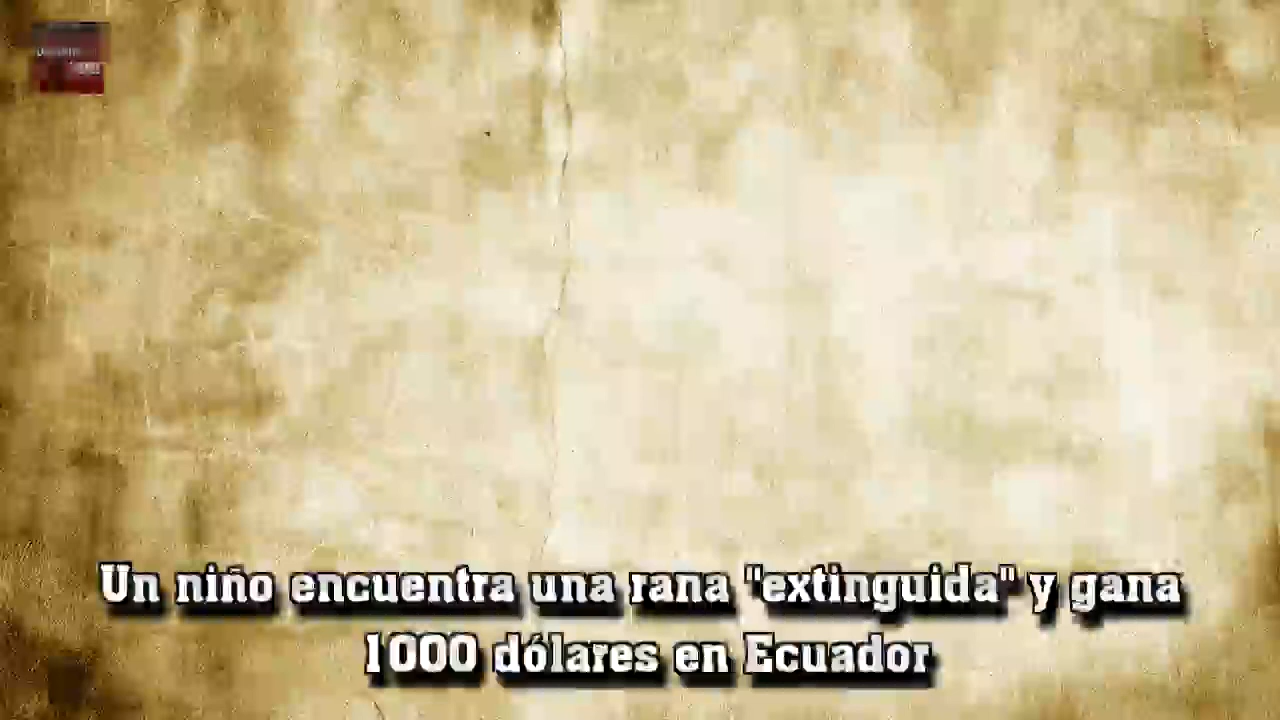 Un niño encuentra una rana "extinguida" y gana
1000 dólares en Ecuador